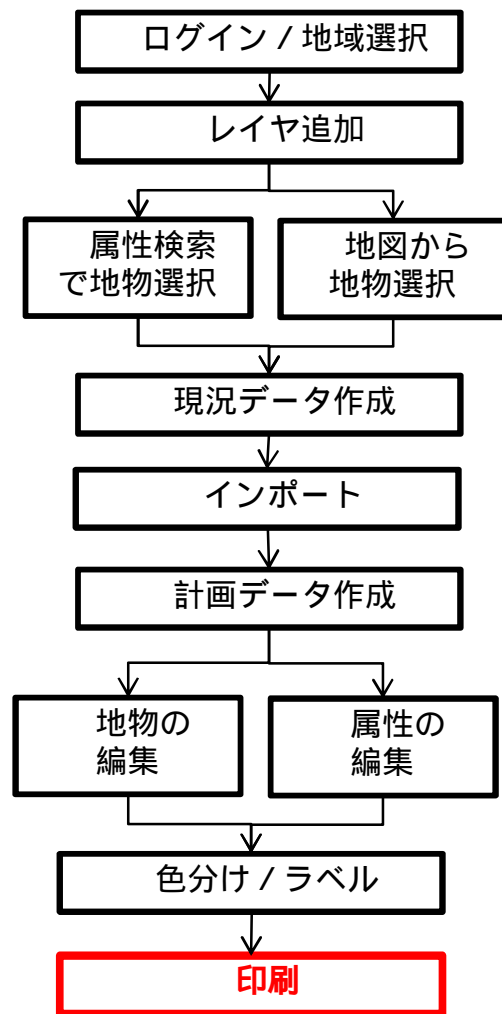 ログイン / 地域選択
レイヤ追加
属性検索
で地物選択
地図から
地物選択
現況データ作成
インポート
計画データ作成
地物の
編集
属性の
編集
色分け / ラベル
印刷